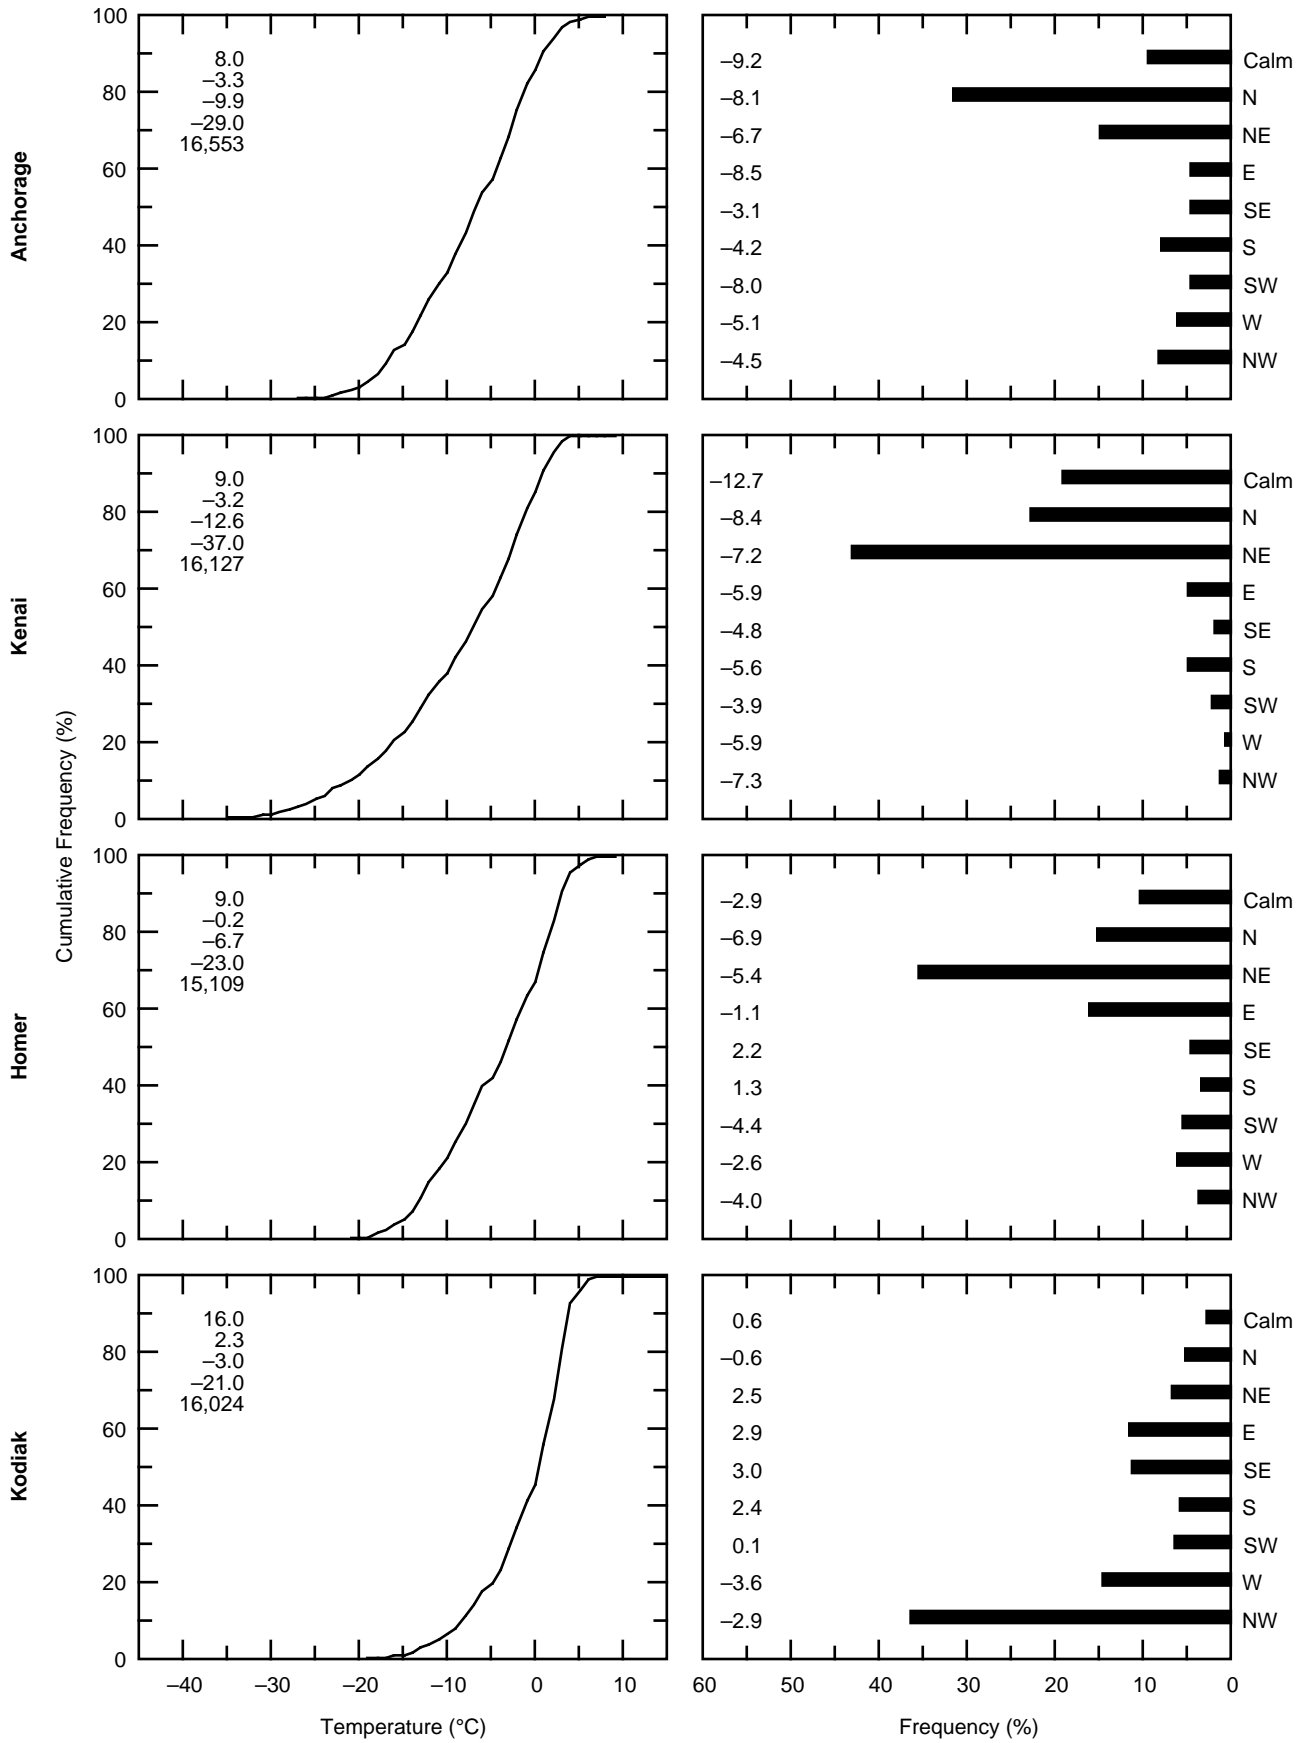 Anchorage
100
80
60
40
20
0
8.0
–3.3
–9.9
–29.0
16,553
–9.2 Calm
–8.1 N
–6.7 NE
–8.5 E
–3.1 SE
–4.2 S
–8.0 SW
–5.1 W
–4.5 NW
Kenai
100
80
60
40
20
0
9.0
–3.2
–12.6
–37.0
16,127
–12.7 Calm
–8.4 N
–7.2 NE
–5.9 E
–4.8 SE
–5.6 S
–3.9 SW
–5.9 W
–7.3 NW
Cumulative Frequency (%)
Homer
100
80
60
40
20
0
9.0
–0.2
–6.7
–23.0
15,109
–2.9 Calm
–6.9 N
–5.4 NE
–1.1 E
2.2 SE
1.3 S
–4.4 SW
–2.6 W
–4.0 NW
Kodiak
100
80
60
40
20
0
16.0
2.3
–3.0
–21.0
16,024
0.6 Calm
–0.6 N
2.5 NE
2.9 E
3.0 SE
2.4 S
0.1 SW
–3.6 W
–2.9 NW
–40 –30 –20 –10 0 10
Temperature (°C)
60 50 40 30 20 10 0
Frequency (%)